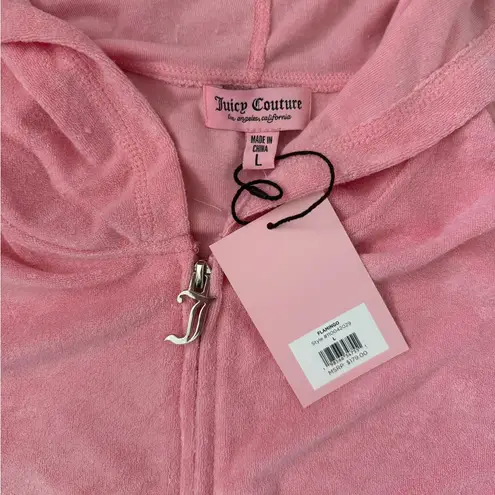 Juicy Couture
los angeles, california
MADE IN
CHINA
L
J
FLAMINGO
L
MSRP: $179.00